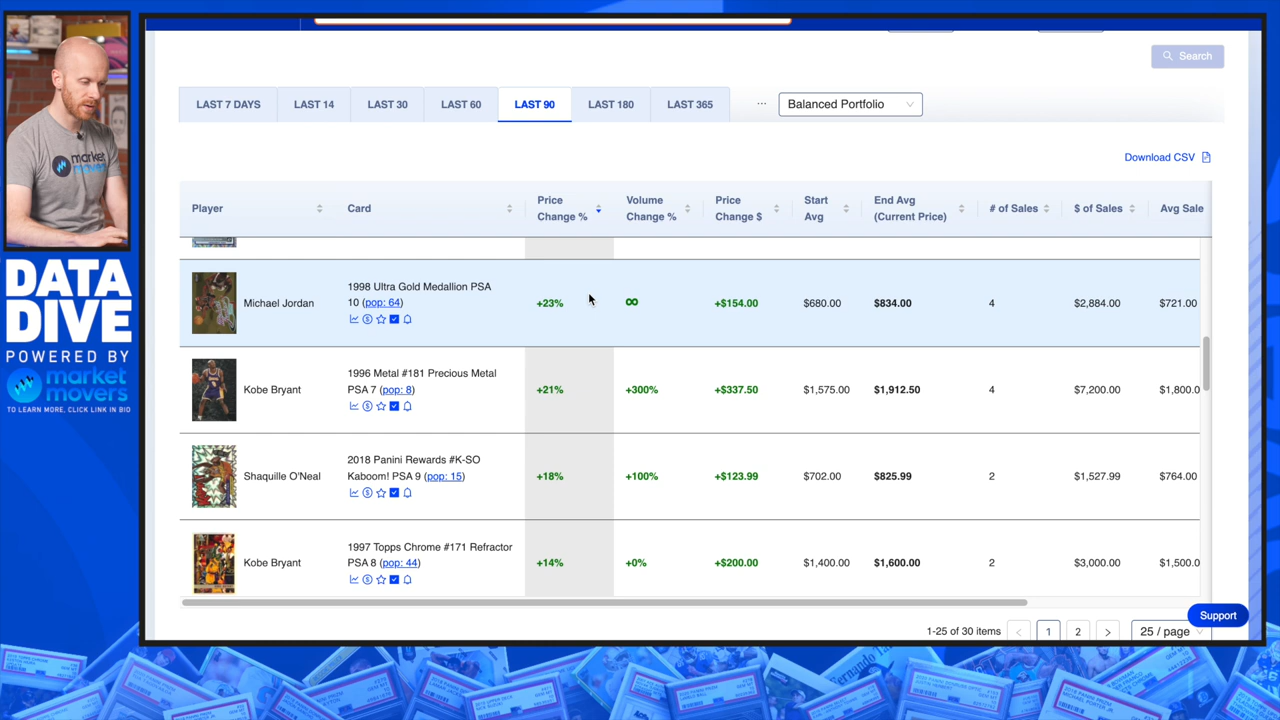 market
movers
DATA
DIVE
POWERED BY
market
movers
TO LEARN MORE, CLICK LINK IN BIO
Search
LAST 7 DAYS
LAST 14
LAST 30
LAST 60
LAST 90
LAST 180
LAST 365
...
Balanced Portfolio
Download CSV
Player
Card
Price
Change %
Volume
Change %
Price
Change $
Start
Avg
End Avg
(Current Price)
# of Sales
$ of Sales
Avg Sale
Michael Jordan
1998 Ultra Gold Medallion PSA
10 (pop: 64)
+23%
∞
+$154.00
$680.00
$834.00
4
$2,884.00
$721.00
Kobe Bryant
1996 Metal #181 Precious Metal
PSA 7 (pop: 8)
+21%
+300%
+$337.50
$1,575.00
$1,912.50
4
$7,200.00
$1,800.0
Shaquille O'Neal
2018 Panini Rewards #K-SO
Kaboom! PSA 9 (pop: 15)
+18%
+100%
+$123.99
$702.00
$825.99
2
$1,527.99
$764.00
Kobe Bryant
1997 Topps Chrome #171 Refractor
PSA 8 (pop: 44)
+14%
+0%
+$200.00
$1,400.00
$1,600.00
2
$3,000.00
$1,500.0
Support
1-25 of 30 items
<
1
2
>
25 / page